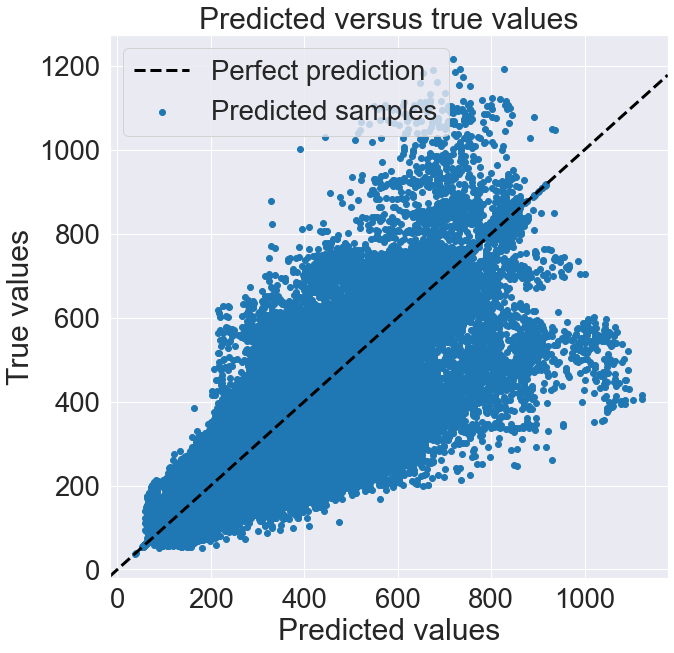 Predicted versus true values
Perfect prediction
Predicted samples
1200
1000
800
600
400
200
0
True values
0 200 400 600 800 1000
Predicted values